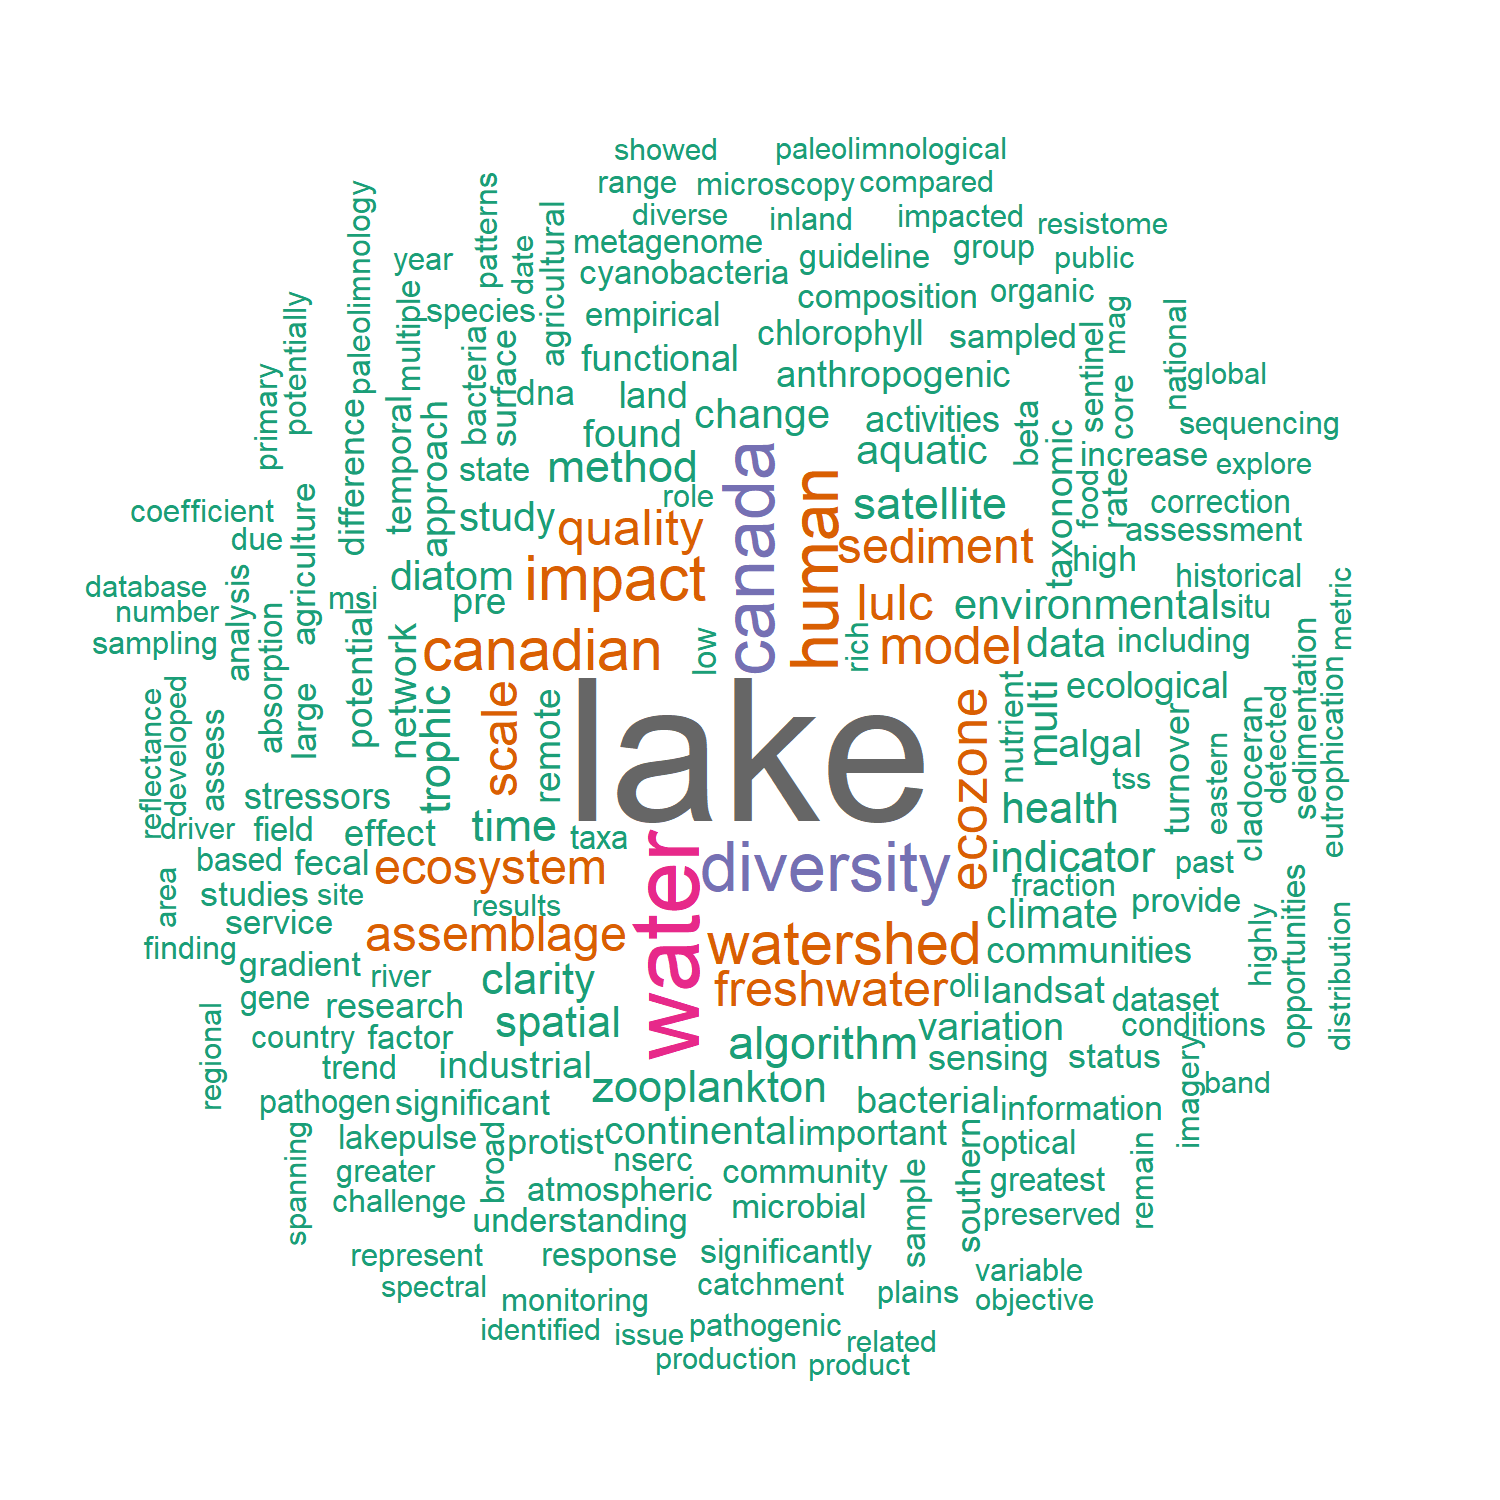 showed
paleolimnological
range
microscopy
compared
diverse
inland
impacted
resistome
metagenome
guideline
group
public
cyanobacteria
composition
organic
year
patterns
date
agricultural
paleolimnology
multiple
species
empirical
chlorophyll
sampled
sentinel
mag
national
global
potentially
primary
bacteria
surface
functional
anthropogenic
dna
land
change
activities
core
sequencing
difference
temporal
approach
found
aquatic
beta
taxonomic
increase
explore
state
method
role
canada
human
satellite
food
rate
correction
coefficient
due
agriculture
study
quality
sediment
assessment
high
database
number
sampling
analysis
absorption
msi
diatom
pre
impact
lulc
environmental
situ
historical
metric
potential
network
canadian
low
rich
model
data
including
reflectance
developed
assess
large
trophic
scale
remote
lake
ecozone
nutrient
multi
ecological
algal
tss
turnover
eastern
cladoceran
detected
sedimentation
eutrophication
stressors
driver
field
effect
time
taxa
health
based
fecal
ecosystem
water
diversity
indicator
past
area
studies
site
results
fraction
provide
service
assemblage
watershed
climate
communities
highly
opportunities
distribution
finding
gradient
river
clarity
freshwater
oli
landsat
dataset
gene
research
spatial
variation
conditions
country
factor
algorithm
sensing
status
imagery
band
regional
trend
industrial
zooplankton
bacterial
information
pathogen
significant
lakepulse
protist
continental
important
optical
spanning
greater
broad
nserc
community
sample
southern
greatest
remain
challenge
atmospheric
microbial
preserved
understanding
represent
response
significantly
variable
spectral
catchment
plains
objective
monitoring
identified
issue
pathogenic
related
production
product